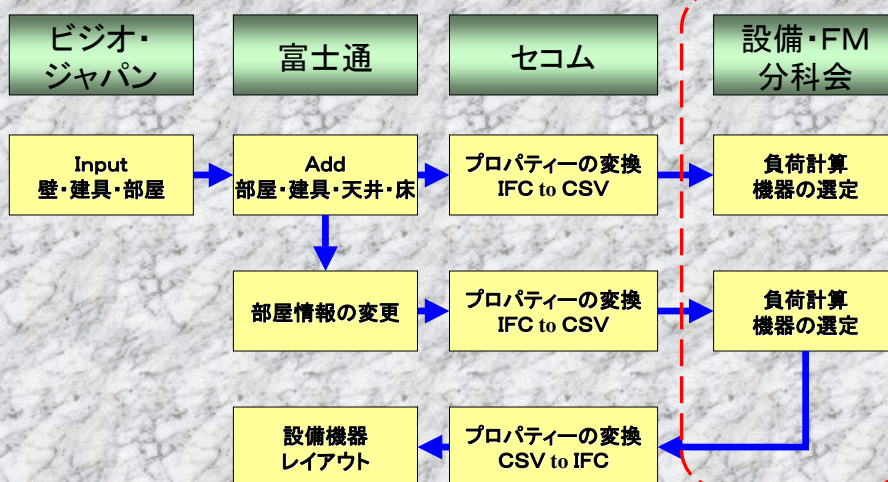 ビジオ・
ジャパン
富士通
セコム
設備・FM
分科会
Input
壁・建具・部屋
Add
部屋・建具・天井・床
プロパティーの変換
IFC to CSV
負荷計算
機器の選定
部屋情報の変更
プロパティーの変換
IFC to CSV
負荷計算
機器の選定
設備機器
レイアウト
プロパティーの変換
CSV to IFC